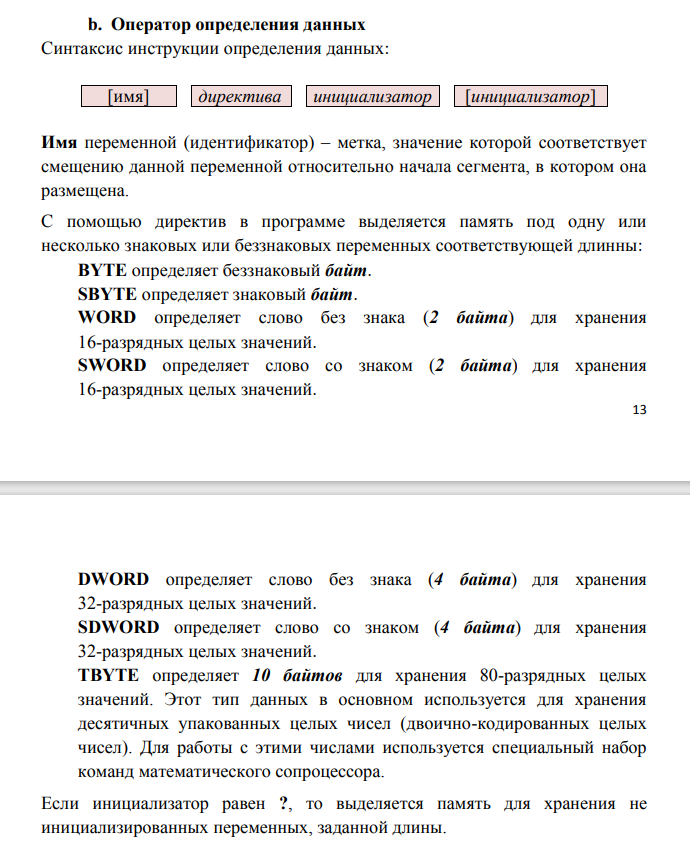 b. Оператор определения данных
Синтаксис инструкции определения данных:
[имя] директива инициализатор [инициализатор]
Имя переменной (идентификатор) – метка, значение которой соответствует
смещению данной переменной относительно начала сегмента, в котором она
размещена.
С помощью директив в программе выделяется память под одну или
несколько знаковых или беззнаковых переменных соответствующей длинны:
BYTE определяет беззнаковый байт.
SBYTE определяет знаковый байт.
WORD определяет слово без знака (2 байта) для хранения
16-разрядных целых значений.
SWORD определяет слово со знаком (2 байта) для хранения
16-разрядных целых значений.
13
DWORD определяет слово без знака (4 байта) для хранения
32-разрядных целых значений.
SDWORD определяет слово со знаком (4 байта) для хранения
32-разрядных целых значений.
TBYTE определяет 10 байтов для хранения 80-разрядных целых
значений. Этот тип данных в основном используется для хранения
десятичных упакованных целых чисел (двоично-кодированных целых
чисел). Для работы с этими числами используется специальный набор
команд математического сопроцессора.
Если инициализатор равен ?, то выделяется память для хранения не
инициализированных переменных, заданной длины.